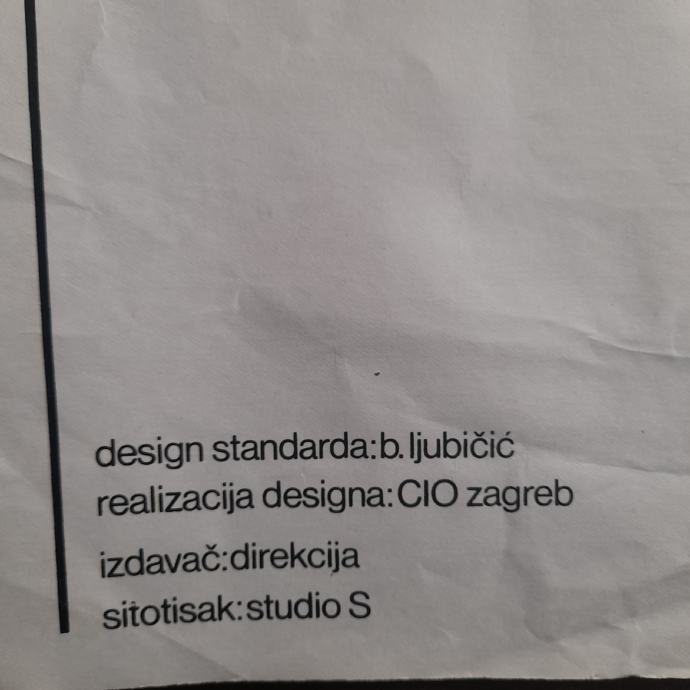 design standarda:b.ljubičić
realizacija designa:CIO zagreb
izdavač:direkcija
sitotisak:studio S